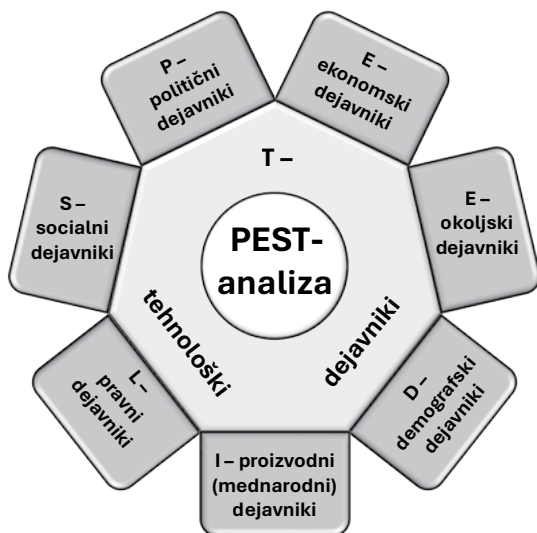 P –
politični
dejavniki
E –
ekonomski
dejavniki
T –
S –
socialni
dejavniki
PEST-
analiza
E –
okoljski
dejavniki
tehnološki
dejavniki
L –
pravni
dejavniki
D –
demografski
dejavniki
I – proizvodni
(mednarodni)
dejavniki